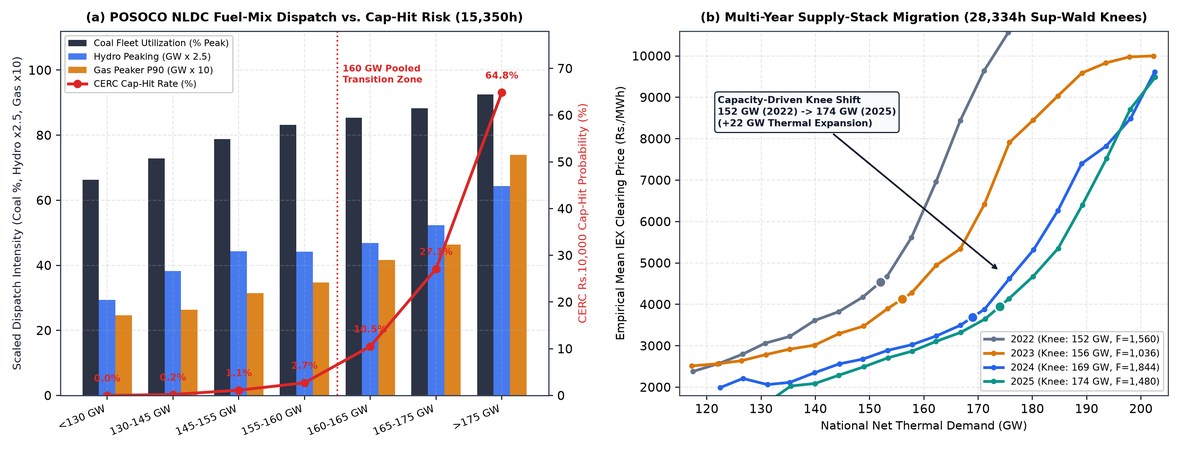 (a) POSOCO NLDC Fuel-Mix Dispatch vs. Cap-Hit Risk (15,350h)
Scaled Dispatch Intensity (Coal %, Hydro x2.5, Gas x10)
100
80
60
40
20
0
Coal Fleet Utilization (% Peak)
Hydro Peaking (GW x 2.5)
Gas Peaker P90 (GW x 10)
CERC Cap-Hit Rate (%)
160 GW Pooled
Transition Zone
0.0%
0.2%
1.1%
2.7%
10.5%
27.1%
64.8%
70
60
50
40
30
20
10
0
CERC Rs.10,000 Cap-Hit Probability (%)
<130 GW
130-145 GW
145-155 GW
155-160 GW
160-165 GW
165-175 GW
>175 GW
(b) Multi-Year Supply-Stack Migration (28,334h Sup-Wald Knees)
Empirical Mean IEX Clearing Price (Rs./MWh)
10000
9000
8000
7000
6000
5000
4000
3000
2000
Capacity-Driven Knee Shift
152 GW (2022) -> 174 GW (2025)
(+22 GW Thermal Expansion)
2022 (Knee: 152 GW, F=1,560)
2023 (Knee: 156 GW, F=1,036)
2024 (Knee: 169 GW, F=1,844)
2025 (Knee: 174 GW, F=1,480)
120
130
140
150
160
170
180
190
200
National Net Thermal Demand (GW)